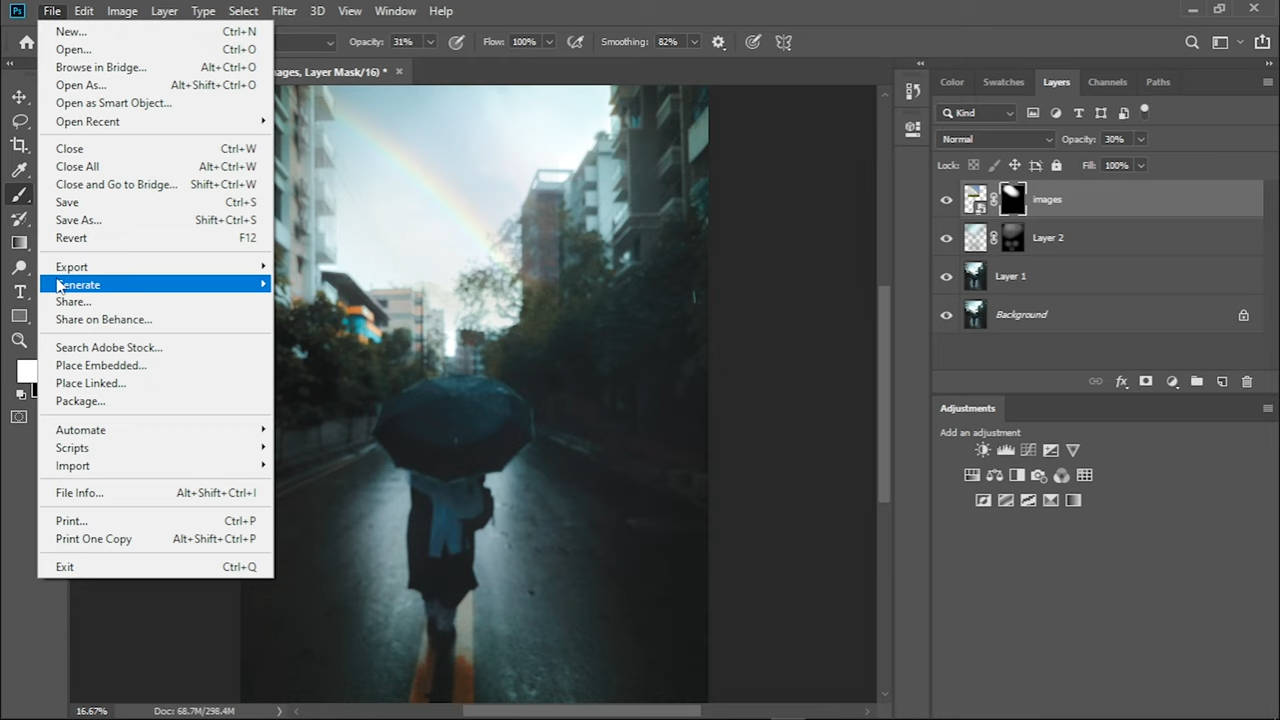 Ps File Edit Image Layer Type Select Filter 3D View Window Help
Opacity: 31% Flow: 100% Smoothing: 82%
ages, Layer Mask/16) * ×
New... Ctrl+N
Open... Ctrl+O
Browse in Bridge... Alt+Ctrl+O
Open As... Alt+Shift+Ctrl+O
Open as Smart Object...
Open Recent
Close Ctrl+W
Close All Alt+Ctrl+W
Close and Go to Bridge... Shift+Ctrl+W
Save Ctrl+S
Save As... Shift+Ctrl+S
Revert F12
Export
Generate
Share...
Share on Behance...
Search Adobe Stock...
Place Embedded...
Place Linked...
Package...
Automate
Scripts
Import
File Info... Alt+Shift+Ctrl+I
Print... Ctrl+P
Print One Copy Alt+Shift+Ctrl+P
Exit Ctrl+Q
Color Swatches Layers Channels Paths
Kind
Normal Opacity: 30%
Lock: Fill: 100%
images
Layer 2
Layer 1
Background
Adjustments
Add an adjustment
16.67% Doc: 68.7M/298.4M